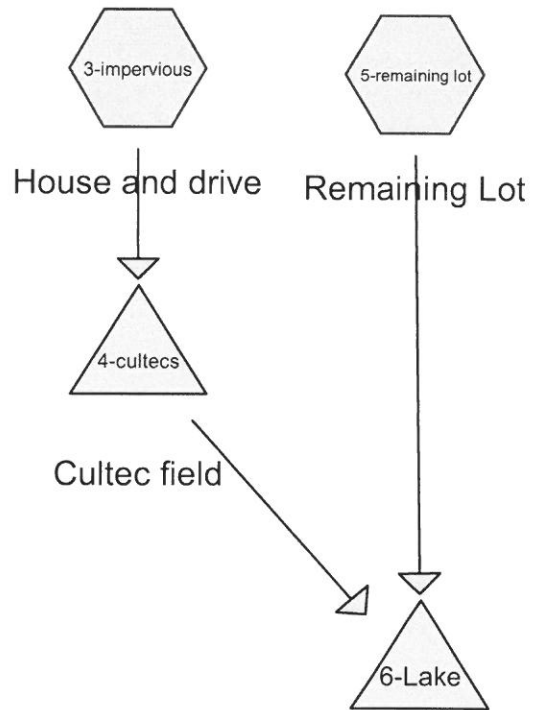 3-impervious
5-remaining lot
House and drive
Remaining Lot
4-cultecs
Cultec field
6-Lake